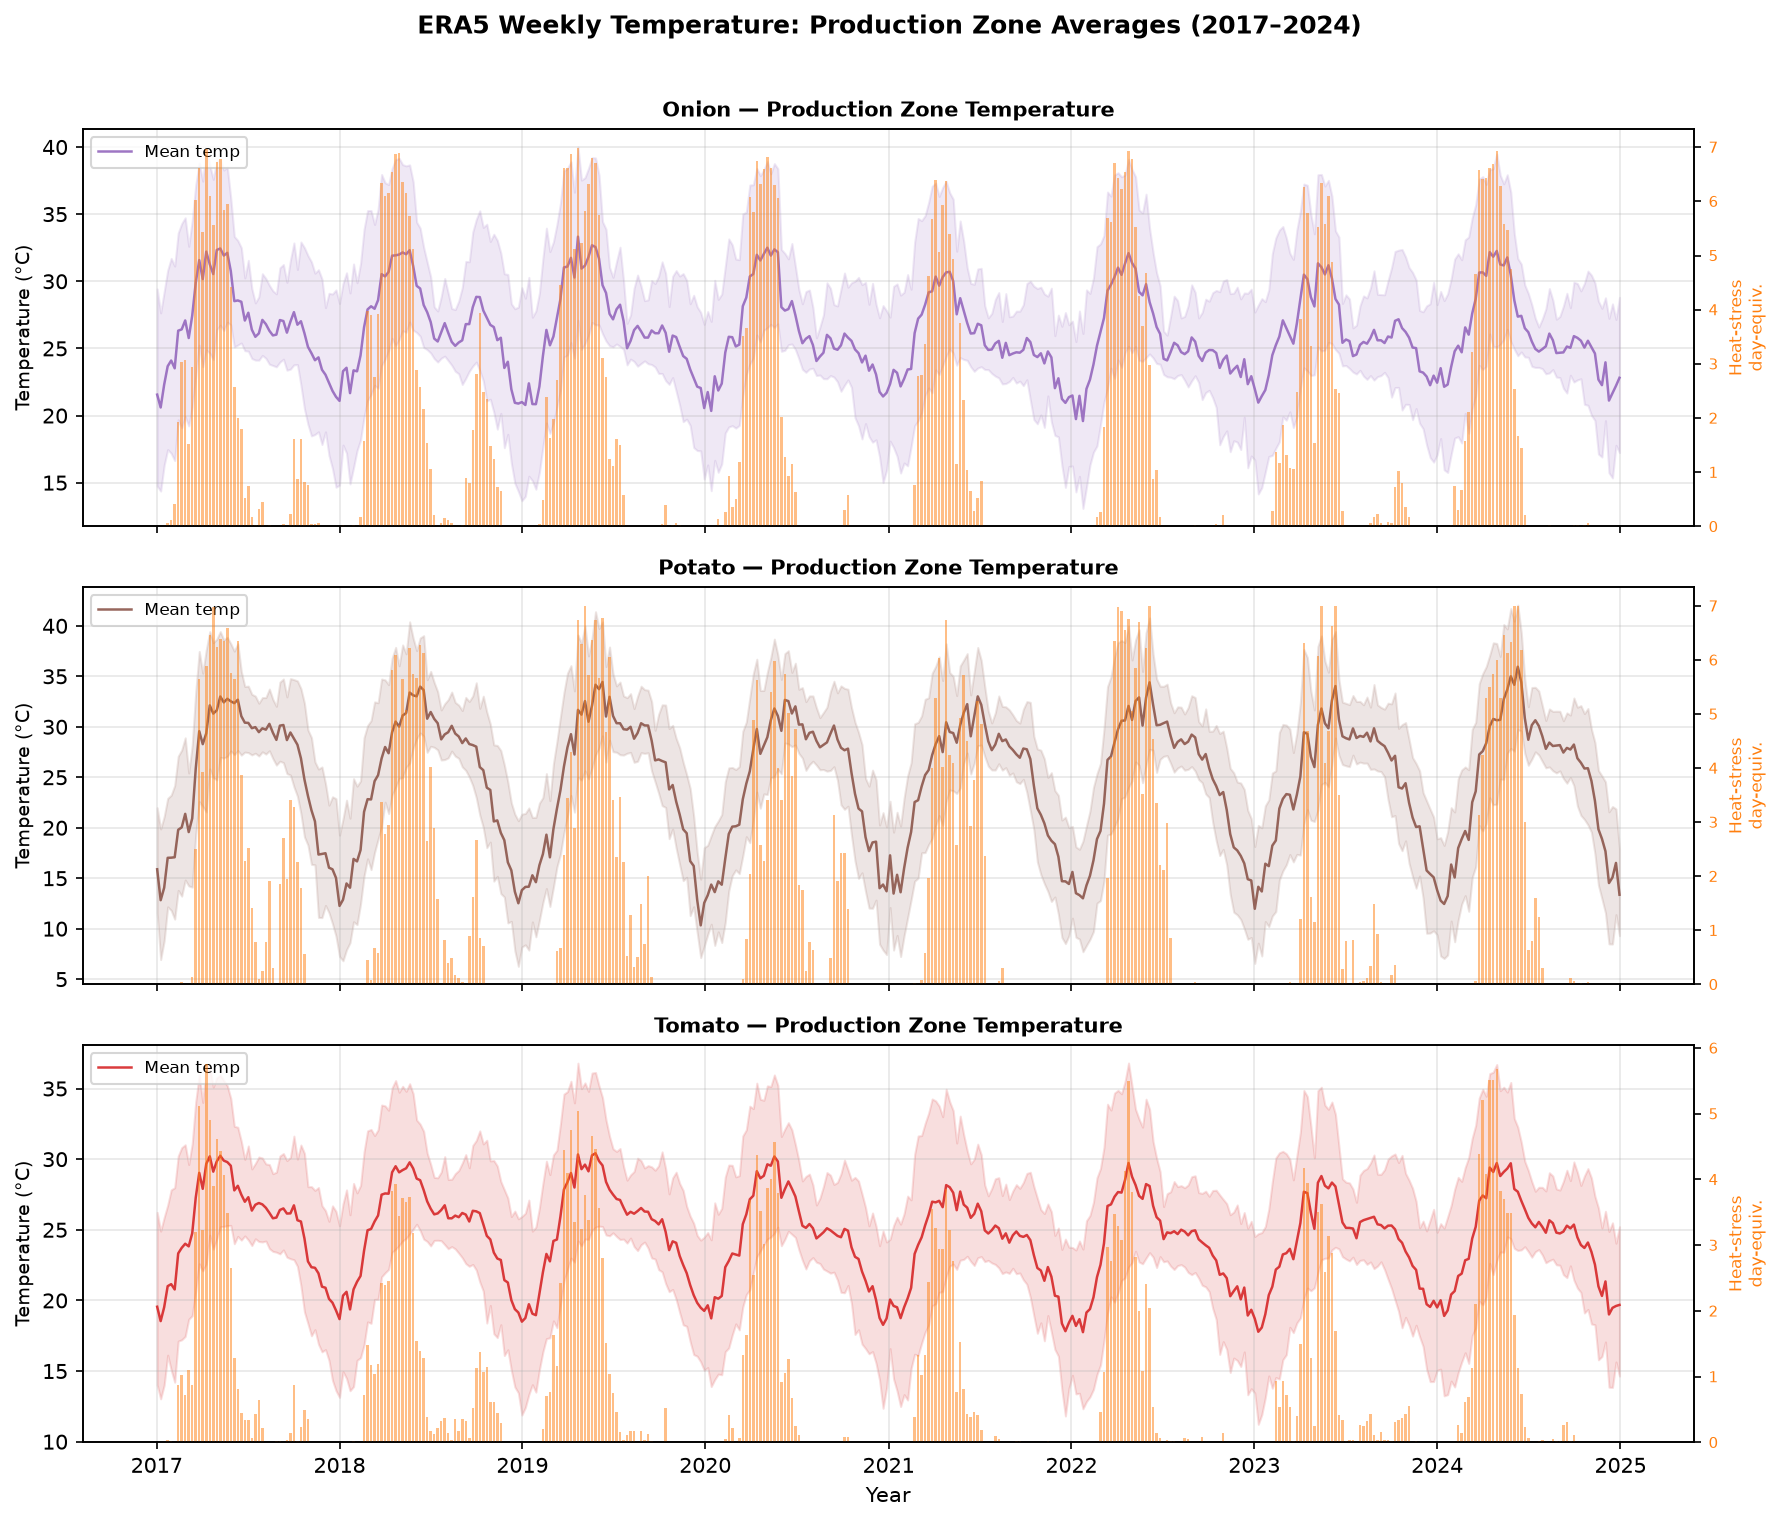 ERA5 Weekly Temperature: Production Zone Averages (2017–2024)
Onion — Production Zone Temperature
Mean temp
40
35
30
25
20
15
Temperature (°C)
7
6
5
4
3
2
1
0
Heat-stress
day-equiv.
Potato — Production Zone Temperature
Mean temp
40
35
30
25
20
15
10
5
Temperature (°C)
7
6
5
4
3
2
1
0
Heat-stress
day-equiv.
Tomato — Production Zone Temperature
Mean temp
35
30
25
20
15
10
Temperature (°C)
6
5
4
3
2
1
0
Heat-stress
day-equiv.
2017 2018 2019 2020 2021 2022 2023 2024 2025
Year